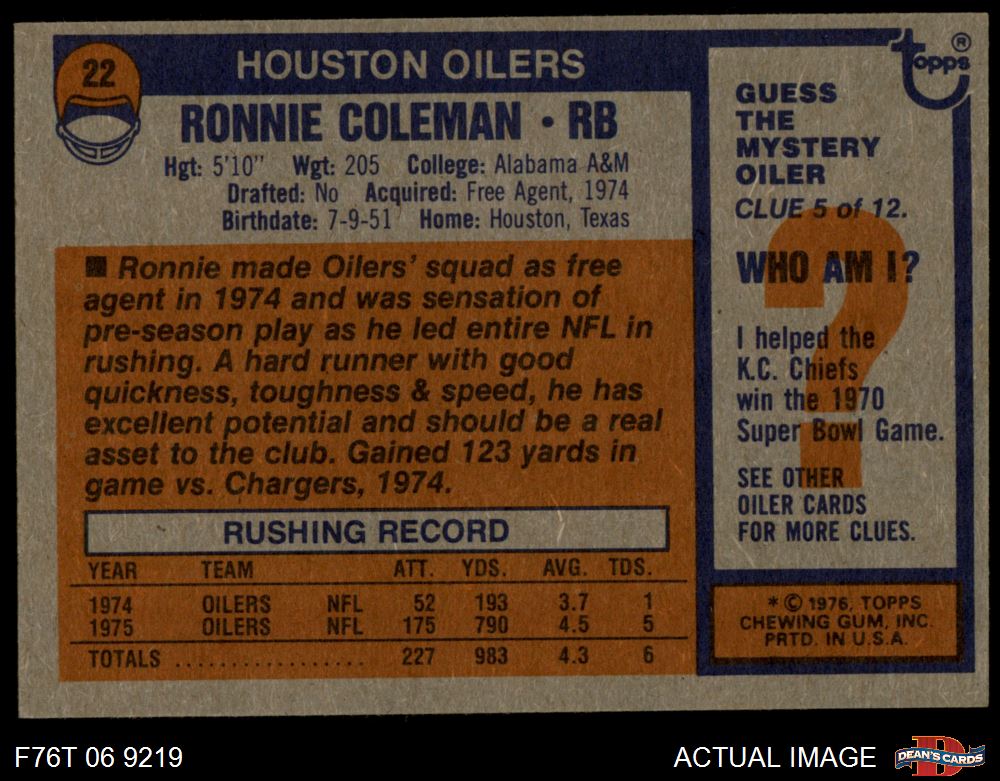 22
HOUSTON OILERS
RONNIE COLEMAN • RB
Hgt: 5'10" Wgt: 205 College: Alabama A&M
Drafted: No Acquired: Free Agent, 1974
Birthdate: 7-9-51 Home: Houston, Texas
■ Ronnie made Oilers' squad as free
agent in 1974 and was sensation of
pre-season play as he led entire NFL in
rushing. A hard runner with good
quickness, toughness & speed, he has
excellent potential and should be a real
asset to the club. Gained 123 yards in
game vs. Chargers, 1974.
RUSHING RECORD
YEAR TEAM ATT. YDS. AVG. TDS.
1974 OILERS NFL 52 193 3.7 1
1975 OILERS NFL 175 790 4.5 5
TOTALS .................. 227 983 4.3 6
topps ®
GUESS
THE
MYSTERY
OILER
CLUE 5 of 12.
WHO AM I?
?
I helped the
K.C. Chiefs
win the 1970
Super Bowl Game.
SEE OTHER
OILER CARDS
FOR MORE CLUES.
* © 1976, TOPPS
CHEWING GUM, INC.
PRTD. IN U.S.A.
F76T 06 9219
ACTUAL IMAGE
D
DEAN'S CARDS